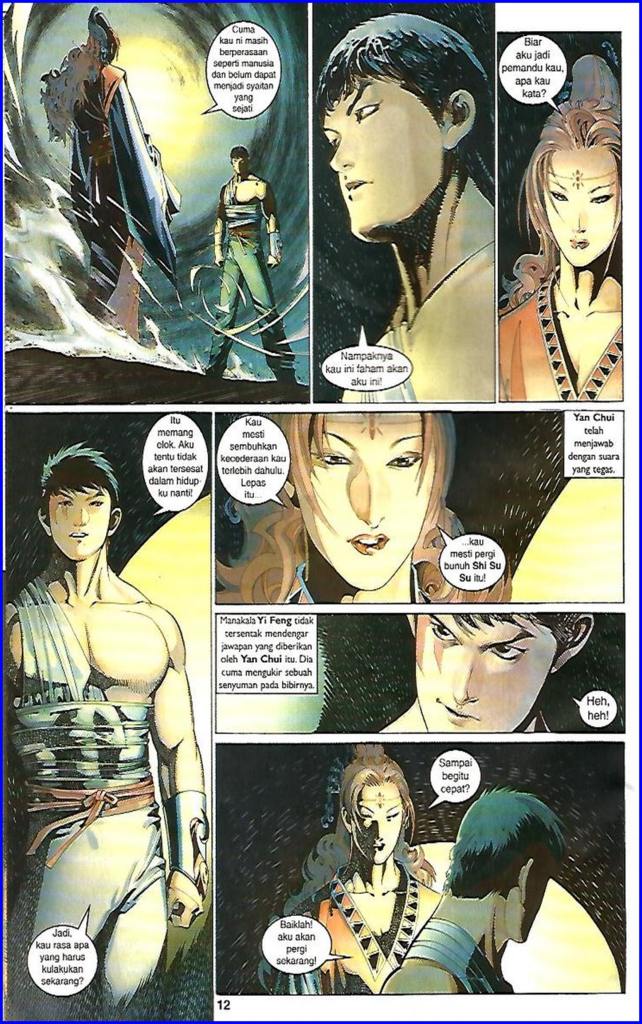 Cuma
kau ni masih
berperasaan
seperti manusia
dan belum dapat
menjadi syaitan
yang
sejati
Nampaknya
kau ini faham akan
aku ini!
Biar
aku jadi
pemandu kau,
apa kau
kata?
Itu
memang
elok. Aku
tentu tidak
akan tersesat
dalam hidup-
ku nanti!
Jadi,
kau rasa apa
yang harus
kulakukan
sekarang?
Kau
mesti
sembuhkan
kecederaan kau
terlebih dahulu.
Lepas
itu...
...kau
mesti pergi
bunuh Shi Su
Su itu!
Yan Chui
telah
menjawab
dengan suara
yang tegas.
Manakala Yi Feng tidak
tersentak mendengar
jawapan yang diberikan
oleh Yan Chui itu. Dia
cuma mengukir sebuah
senyuman pada bibirnya.
Heh,
heh!
Sampai
begitu
cepat?
Baiklah!
aku akan
pergi
sekarang!
12